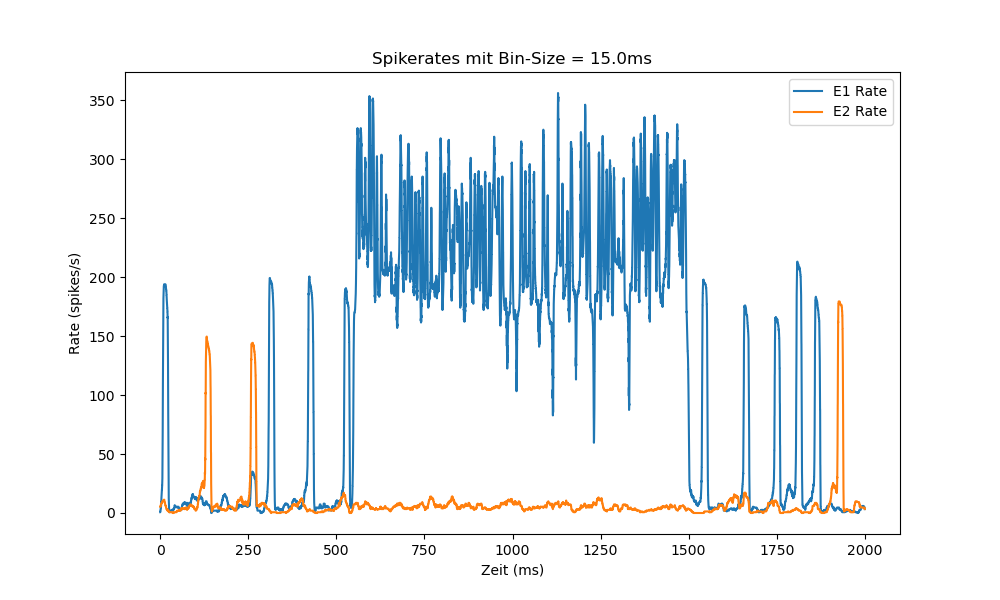 Spikerates mit Bin-Size = 15.0ms
E1 Rate
E2 Rate
Rate (spikes/s)
350
300
250
200
150
100
50
0
0 250 500 750 1000 1250 1500 1750 2000
Zeit (ms)